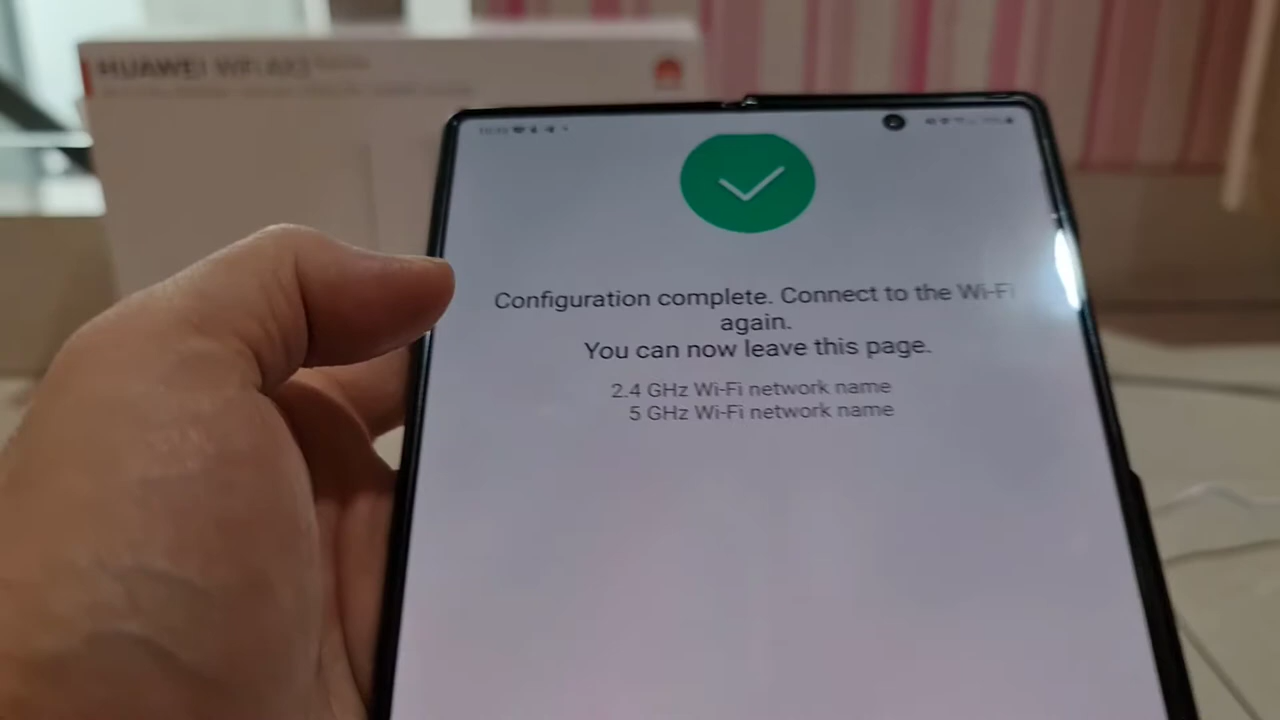 HUAWEI WiFi AX3
Configuration complete. Connect to the Wi-Fi
again.
You can now leave this page.
2.4 GHz Wi-Fi network name
5 GHz Wi-Fi network name